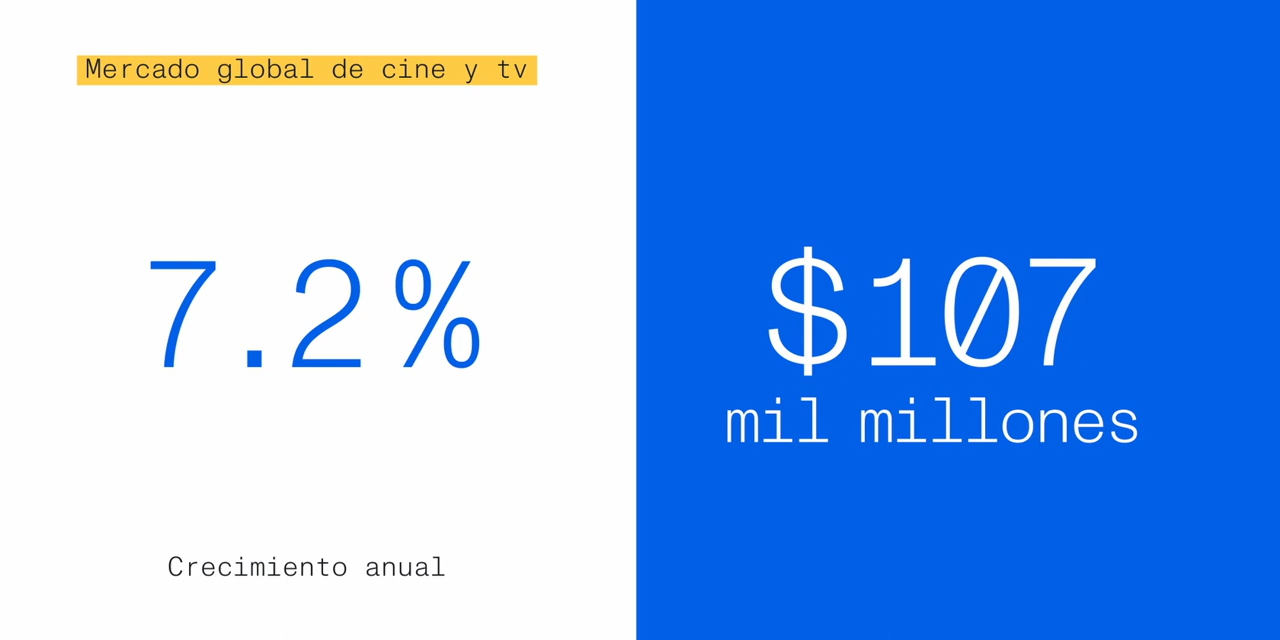 Mercado global de cine y tv
7.2%
Crecimiento anual
$107
mil millones